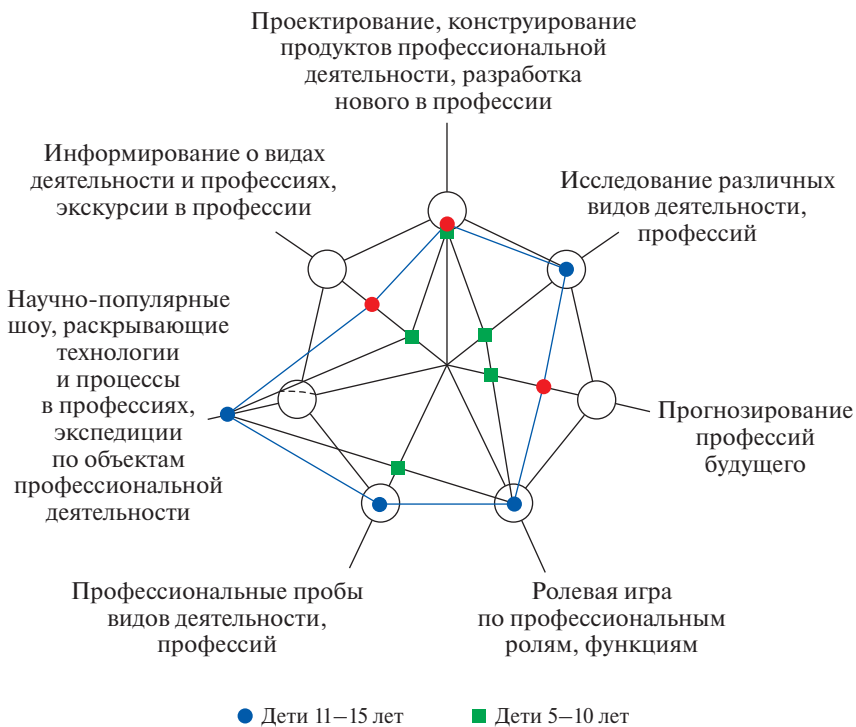 Проектирование, конструирование
продуктов профессиональной
деятельности, разработка
нового в профессии
Информирование о видах
деятельности и профессиях,
экскурсии в профессии
Исследование различных
видов деятельности,
профессий
Научно-популярные
шоу, раскрывающие
технологии
и процессы
в профессиях,
экспедиции
по объектам
профессиональной
деятельности
Прогнозирование
профессий
будущего
Профессиональные пробы
видов деятельности,
профессий
Ролевая игра
по профессиональным
ролям, функциям
Дети 11–15 лет
Дети 5–10 лет